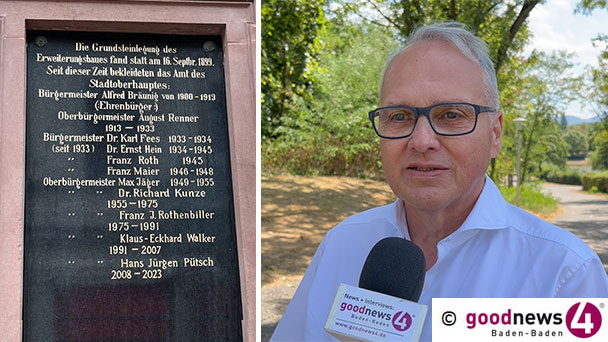 Die Grundsteinlegung des
Erweiterungsbaues fand statt am 16. Septbr. 1899.
Seit dieser Zeit bekleideten das Amt des
Stadtoberhauptes:
Bürgermeister Alfred Bräunig von 1900-1913
(Ehrenbürger)
Oberbürgermeister August Renner
1913 – 1933
Bürgermeister Dr. Karl Fees 1933-1934
(seit 1933) Dr. Ernst Hein 1934-1945
" Franz Roth 1945
" Franz Maier 1946-1948
Oberbürgermeister Max Jäger 1949-1955
" " Dr. Richard Kunze
1955-1975
" " Franz J. Rothenbiller
1975-1991
" " Klaus-Eckhard Walker
1991-2007
" " Hans Jürgen Pütsch
2008-2023
News + Interviews:
goodnews4
Baden-Baden
www.goodnews4.de
© goodnews4
Baden-Baden